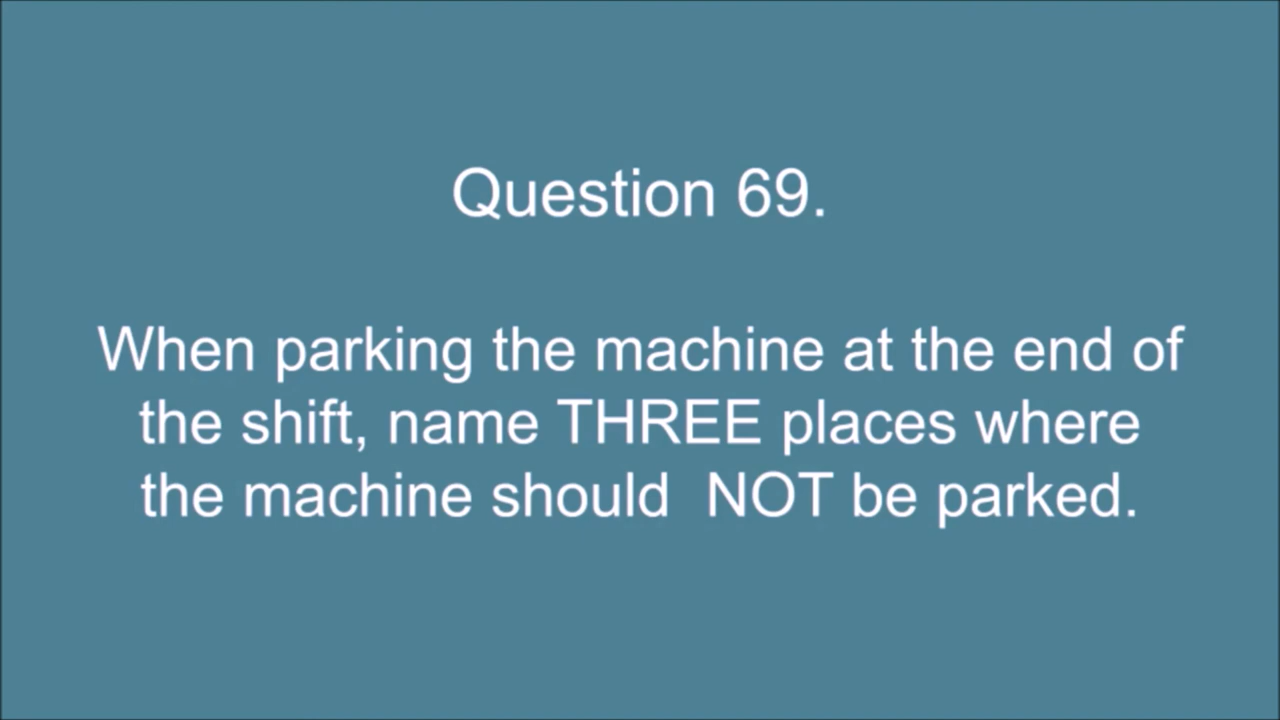 Question 69.
When parking the machine at the end of
the shift, name THREE places where
the machine should  NOT be parked.